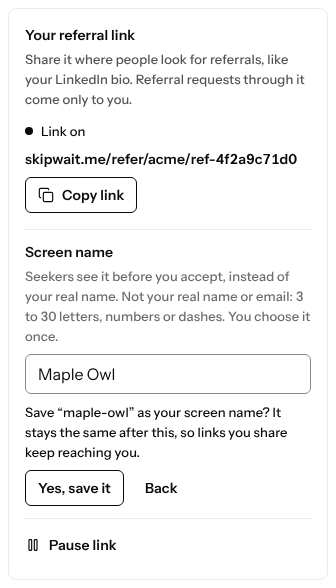 Your referral link
Share it where people look for referrals, like
your LinkedIn bio. Referral requests through it
come only to you.
Link on
skipwait.me/refer/acme/ref-4f2a9c71d0
Copy link
Screen name
Seekers see it before you accept, instead of
your real name. Not your real name or email: 3
to 30 letters, numbers or dashes. You choose it
once.
Maple Owl
Save “maple-owl” as your screen name? It
stays the same after this, so links you share
keep reaching you.
Yes, save it
Back
Pause link